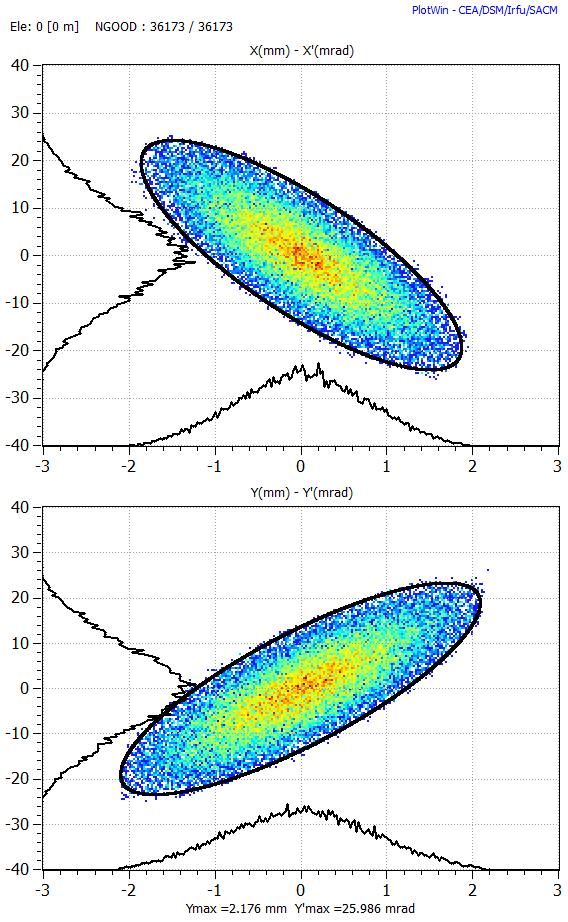 PlotWin - CEA/DSM/Irfu/SACM
Ele: 0 [0 m] NGOOD : 36173 / 36173
X(mm) - X'(mrad)
40
30
20
10
0
-10
-20
-30
-40
-3 -2 -1 0 1 2 3
Y(mm) - Y'(mrad)
40
30
20
10
0
-10
-20
-30
-40
-3 -2 -1 0 1 2 3
Ymax =2.176 mm Y'max =25.986 mrad